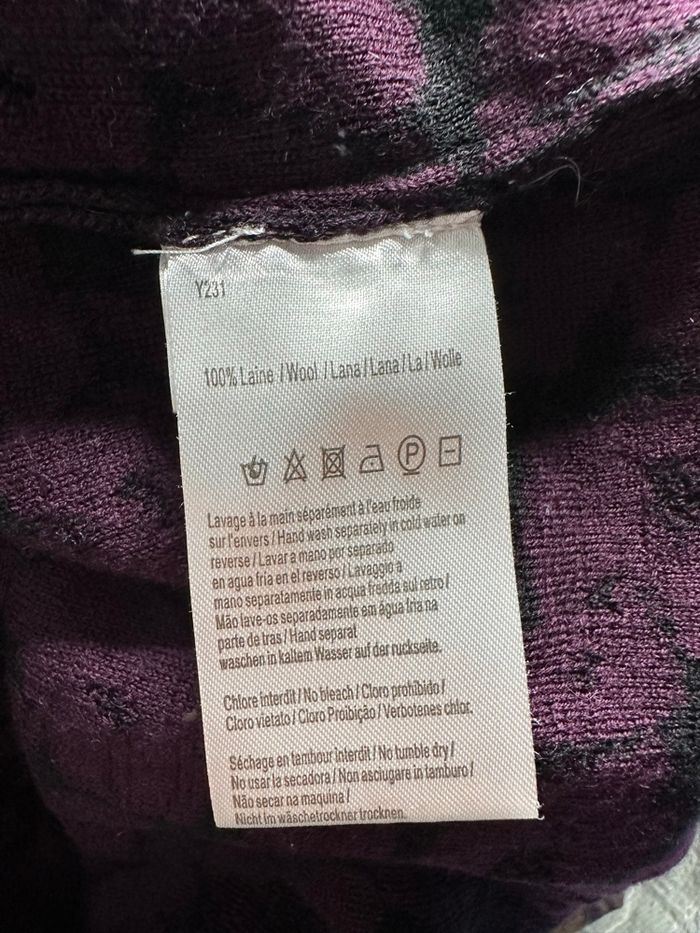 Y231
100% Laine / Wool / Lana / Lana / La / Wolle
P
Lavage à la main séparément à l'eau froide
sur l'envers / Hand wash separately in cold water on
reverse / Lavar a mano por separado
en agua fria en el reverso / Lavaggio a
mano separatamente in acqua fredda sul retro /
Mão lave-os separadamente em água fria na
parte de tras / Hand separat
waschen in kaltem Wasser auf der ruckseite.
Chlore interdit / No bleach / Cloro prohibido /
Cloro vietato / Cloro Proibição / Verbotenes chlor.
Séchage en tambour interdit / No tumble dry /
No usar la secadora / Non asciugare in tamburo /
Não secar na maquina /
Nicht im wäschetrockner trocknen.